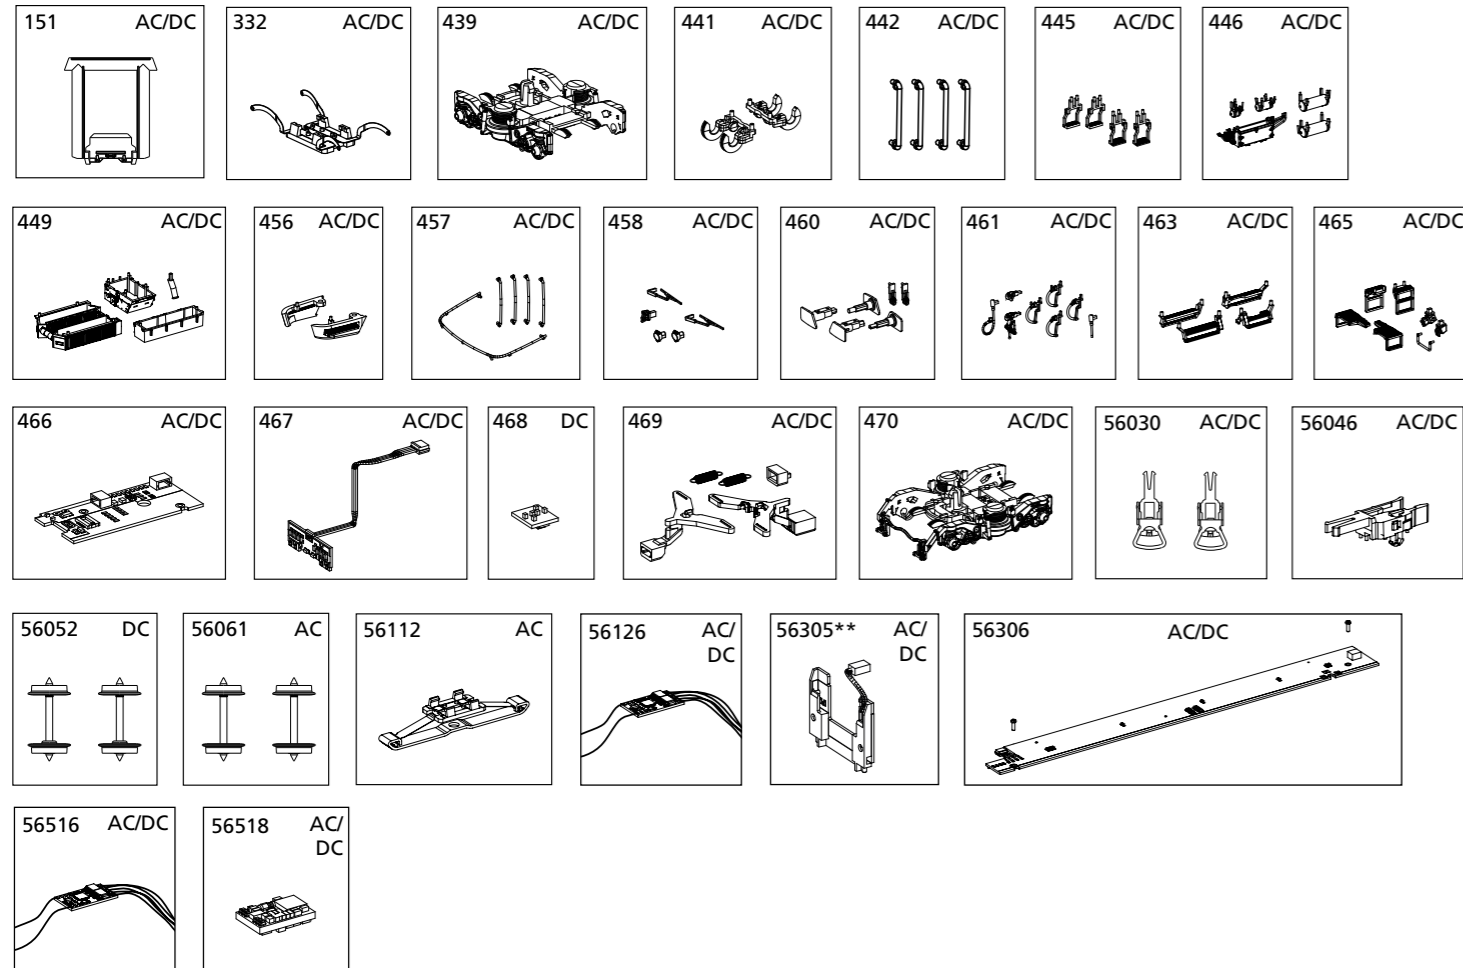 151 AC/DC
332 AC/DC
439 AC/DC
441 AC/DC
442 AC/DC
445 AC/DC
446 AC/DC
449 AC/DC
456 AC/DC
457 AC/DC
458 AC/DC
460 AC/DC
461 AC/DC
463 AC/DC
465 AC/DC
466 AC/DC
467 AC/DC
468 DC
469 AC/DC
470 AC/DC
56030 AC/DC
56046 AC/DC
56052 DC
56061 AC
56112 AC
56126 AC/
DC
56305** AC/
DC
56306 AC/DC
56516 AC/DC
56518 AC/
DC